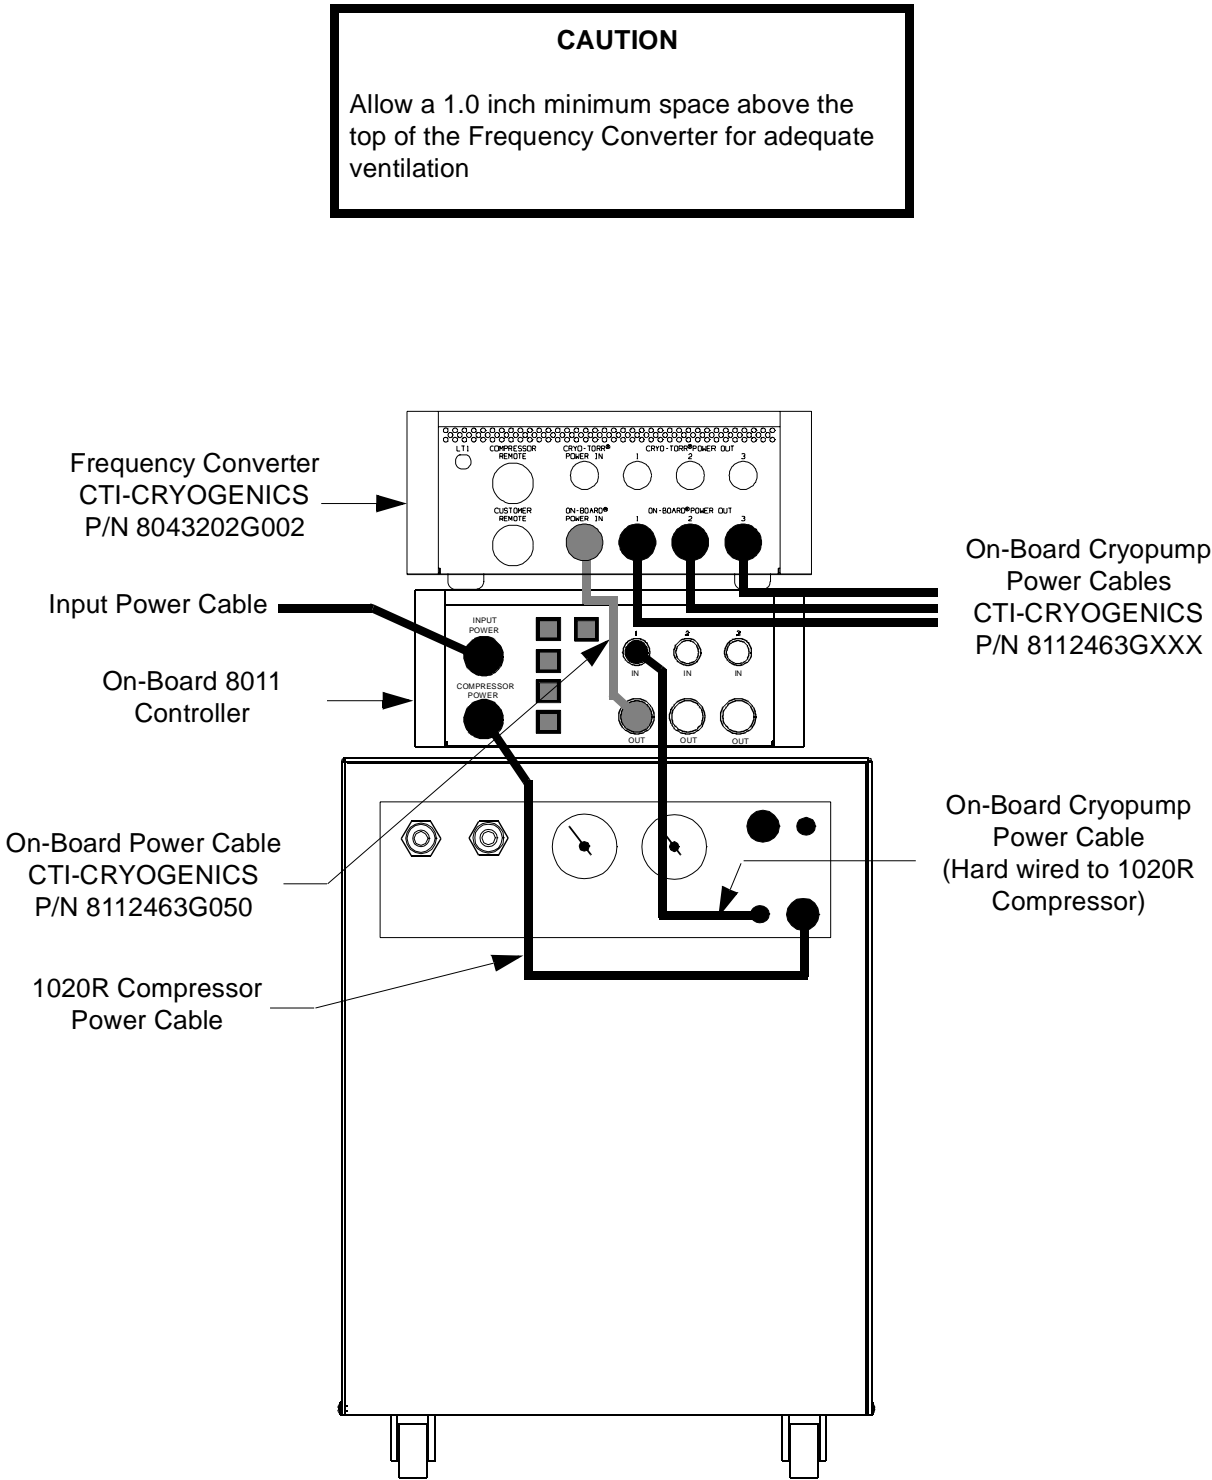 CAUTION
Allow a 1.0 inch minimum space above the
top of the Frequency Converter for adequate
ventilation
LT1
COMPRESSOR
REMOTE
CRYO-TORR®
POWER IN
CRYO-TORR®POWER OUT
1
2
3
CUSTOMER
REMOTE
ON-BOARD®
POWER IN
ON-BOARD®POWER OUT
1
2
3
Frequency Converter
CTI-CRYOGENICS
P/N 8043202G002
On-Board Cryopump
Power Cables
CTI-CRYOGENICS
P/N 8112463GXXX
Input Power Cable
INPUT
POWER
1
2
3
IN
IN
IN
On-Board 8011
Controller
COMPRESSOR
POWER
OUT
OUT
OUT
On-Board Power Cable
CTI-CRYOGENICS
P/N 8112463G050
On-Board Cryopump
Power Cable
(Hard wired to 1020R
Compressor)
1020R Compressor
Power Cable